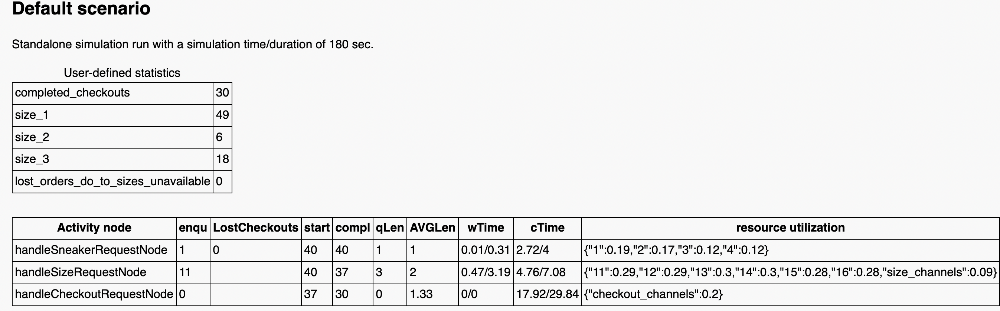 Default scenario
Standalone simulation run with a simulation time/duration of 180 sec.
User-defined statistics
completed_checkouts 30
size_1 49
size_2 6
size_3 18
lost_orders_do_to_sizes_unavailable 0
Activity node enqu LostCheckouts start compl qLen AVGLen wTime cTime resource utilization
handleSneakerRequestNode 1 0 40 40 1 1 0.01/0.31 2.72/4 {"1":0.19,"2":0.17,"3":0.12,"4":0.12}
handleSizeRequestNode 11 40 37 3 2 0.47/3.19 4.76/7.08 {"11":0.29,"12":0.29,"13":0.3,"14":0.3,"15":0.28,"16":0.28,"size_channels":0.09}
handleCheckoutRequestNode 0 37 30 0 1.33 0/0 17.92/29.84 {"checkout_channels":0.2}